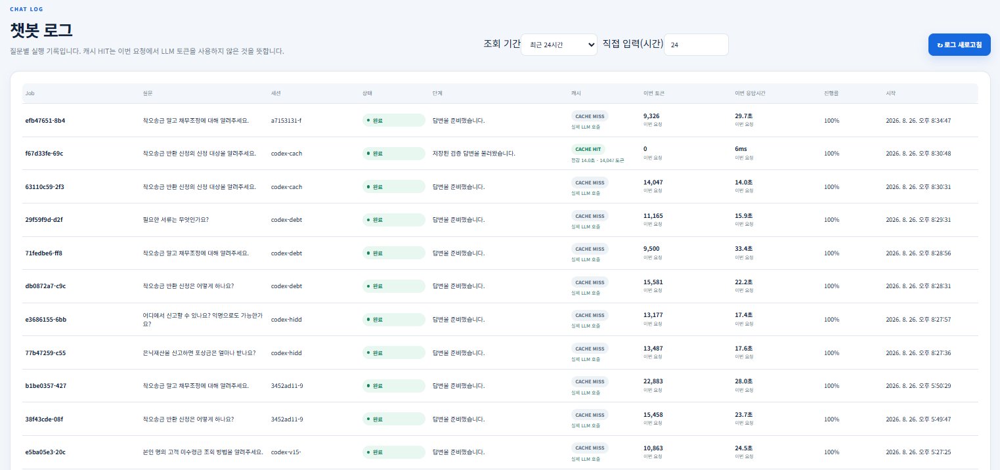 CHAT LOG
챗봇 로그
질문별 실행 기록입니다. 캐시 HIT는 이번 요청에서 LLM 토큰을 사용하지 않은 것을 뜻합니다.
조회 기간 최근 24시간 직접 입력(시간) 24
↻ 로그 새로고침
Job 질문 세션 상태 단계 캐시 이번 토큰 이번 응답시간 진행률 시작
efb47651-8b4 착오송금 말고 채무조정에 대해 알려주세요. a7153131-f 완료 답변을 준비했습니다. CACHE MISS 9,326 29.7초 100% 2026. 8. 26. 오후 8:34:47
실제 LLM 호출 이번 요청 이번 요청
f67d33fe-69c 착오송금 반환 신청의 신청 대상을 알려주세요. codex-cach 완료 저장된 검증 답변을 불러왔습니다. CACHE HIT 0 6ms 100% 2026. 8. 26. 오후 8:30:48
절감 14.0초 · 14,047 토큰 이번 요청 이번 요청
63110c59-2f3 착오송금 반환 신청의 신청 대상을 알려주세요. codex-cach 완료 답변을 준비했습니다. CACHE MISS 14,047 14.0초 100% 2026. 8. 26. 오후 8:30:31
실제 LLM 호출 이번 요청 이번 요청
29f59f9d-d2f 필요한 서류는 무엇인가요? codex-debt 완료 답변을 준비했습니다. CACHE MISS 11,165 15.9초 100% 2026. 8. 26. 오후 8:29:31
실제 LLM 호출 이번 요청 이번 요청
71fedbe6-ff8 착오송금 말고 채무조정에 대해 알려주세요. codex-debt 완료 답변을 준비했습니다. CACHE MISS 9,500 33.4초 100% 2026. 8. 26. 오후 8:28:56
실제 LLM 호출 이번 요청 이번 요청
db0872a7-c9c 착오송금 반환 신청은 어떻게 하나요? codex-debt 완료 답변을 준비했습니다. CACHE MISS 15,581 22.2초 100% 2026. 8. 26. 오후 8:28:31
실제 LLM 호출 이번 요청 이번 요청
e3686155-6bb 어디에서 신고할 수 있나요? 익명으로도 가능한가요? codex-hidd 완료 답변을 준비했습니다. CACHE MISS 13,177 17.4초 100% 2026. 8. 26. 오후 8:27:57
실제 LLM 호출 이번 요청 이번 요청
77b47259-c55 은닉재산을 신고하면 포상금은 얼마나 받나요? codex-hidd 완료 답변을 준비했습니다. CACHE MISS 13,487 17.6초 100% 2026. 8. 26. 오후 8:27:36
실제 LLM 호출 이번 요청 이번 요청
b1be0357-427 착오송금 말고 채무조정에 대해 알려주세요. 3452ad11-9 완료 답변을 준비했습니다. CACHE MISS 22,883 28.0초 100% 2026. 8. 26. 오후 5:50:29
실제 LLM 호출 이번 요청 이번 요청
38f43cde-08f 착오송금 반환 신청은 어떻게 하나요? 3452ad11-9 완료 답변을 준비했습니다. CACHE MISS 15,458 23.7초 100% 2026. 8. 26. 오후 5:49:47
실제 LLM 호출 이번 요청 이번 요청
e5ba05e3-20c 본인 명의 고객 미수령금 조회 방법을 알려주세요. codex-v15- 완료 답변을 준비했습니다. CACHE MISS 10,863 24.5초 100% 2026. 8. 26. 오후 5:27:25
실제 LLM 호출 이번 요청 이번 요청